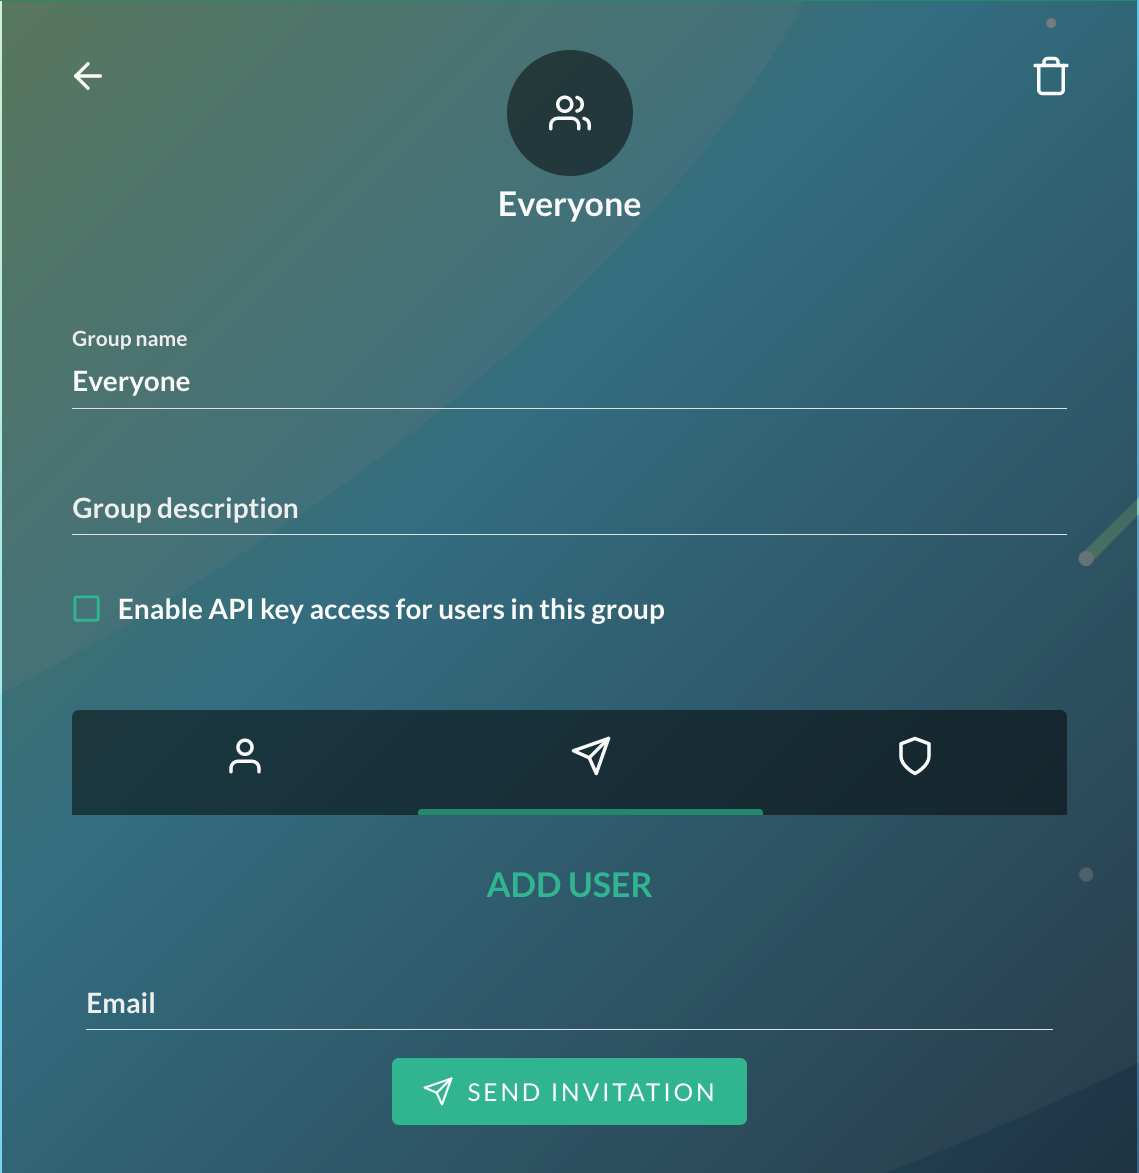 Everyone
Group name
Everyone
Group description
Enable API key access for users in this group
ADD USER
Email
SEND INVITATION